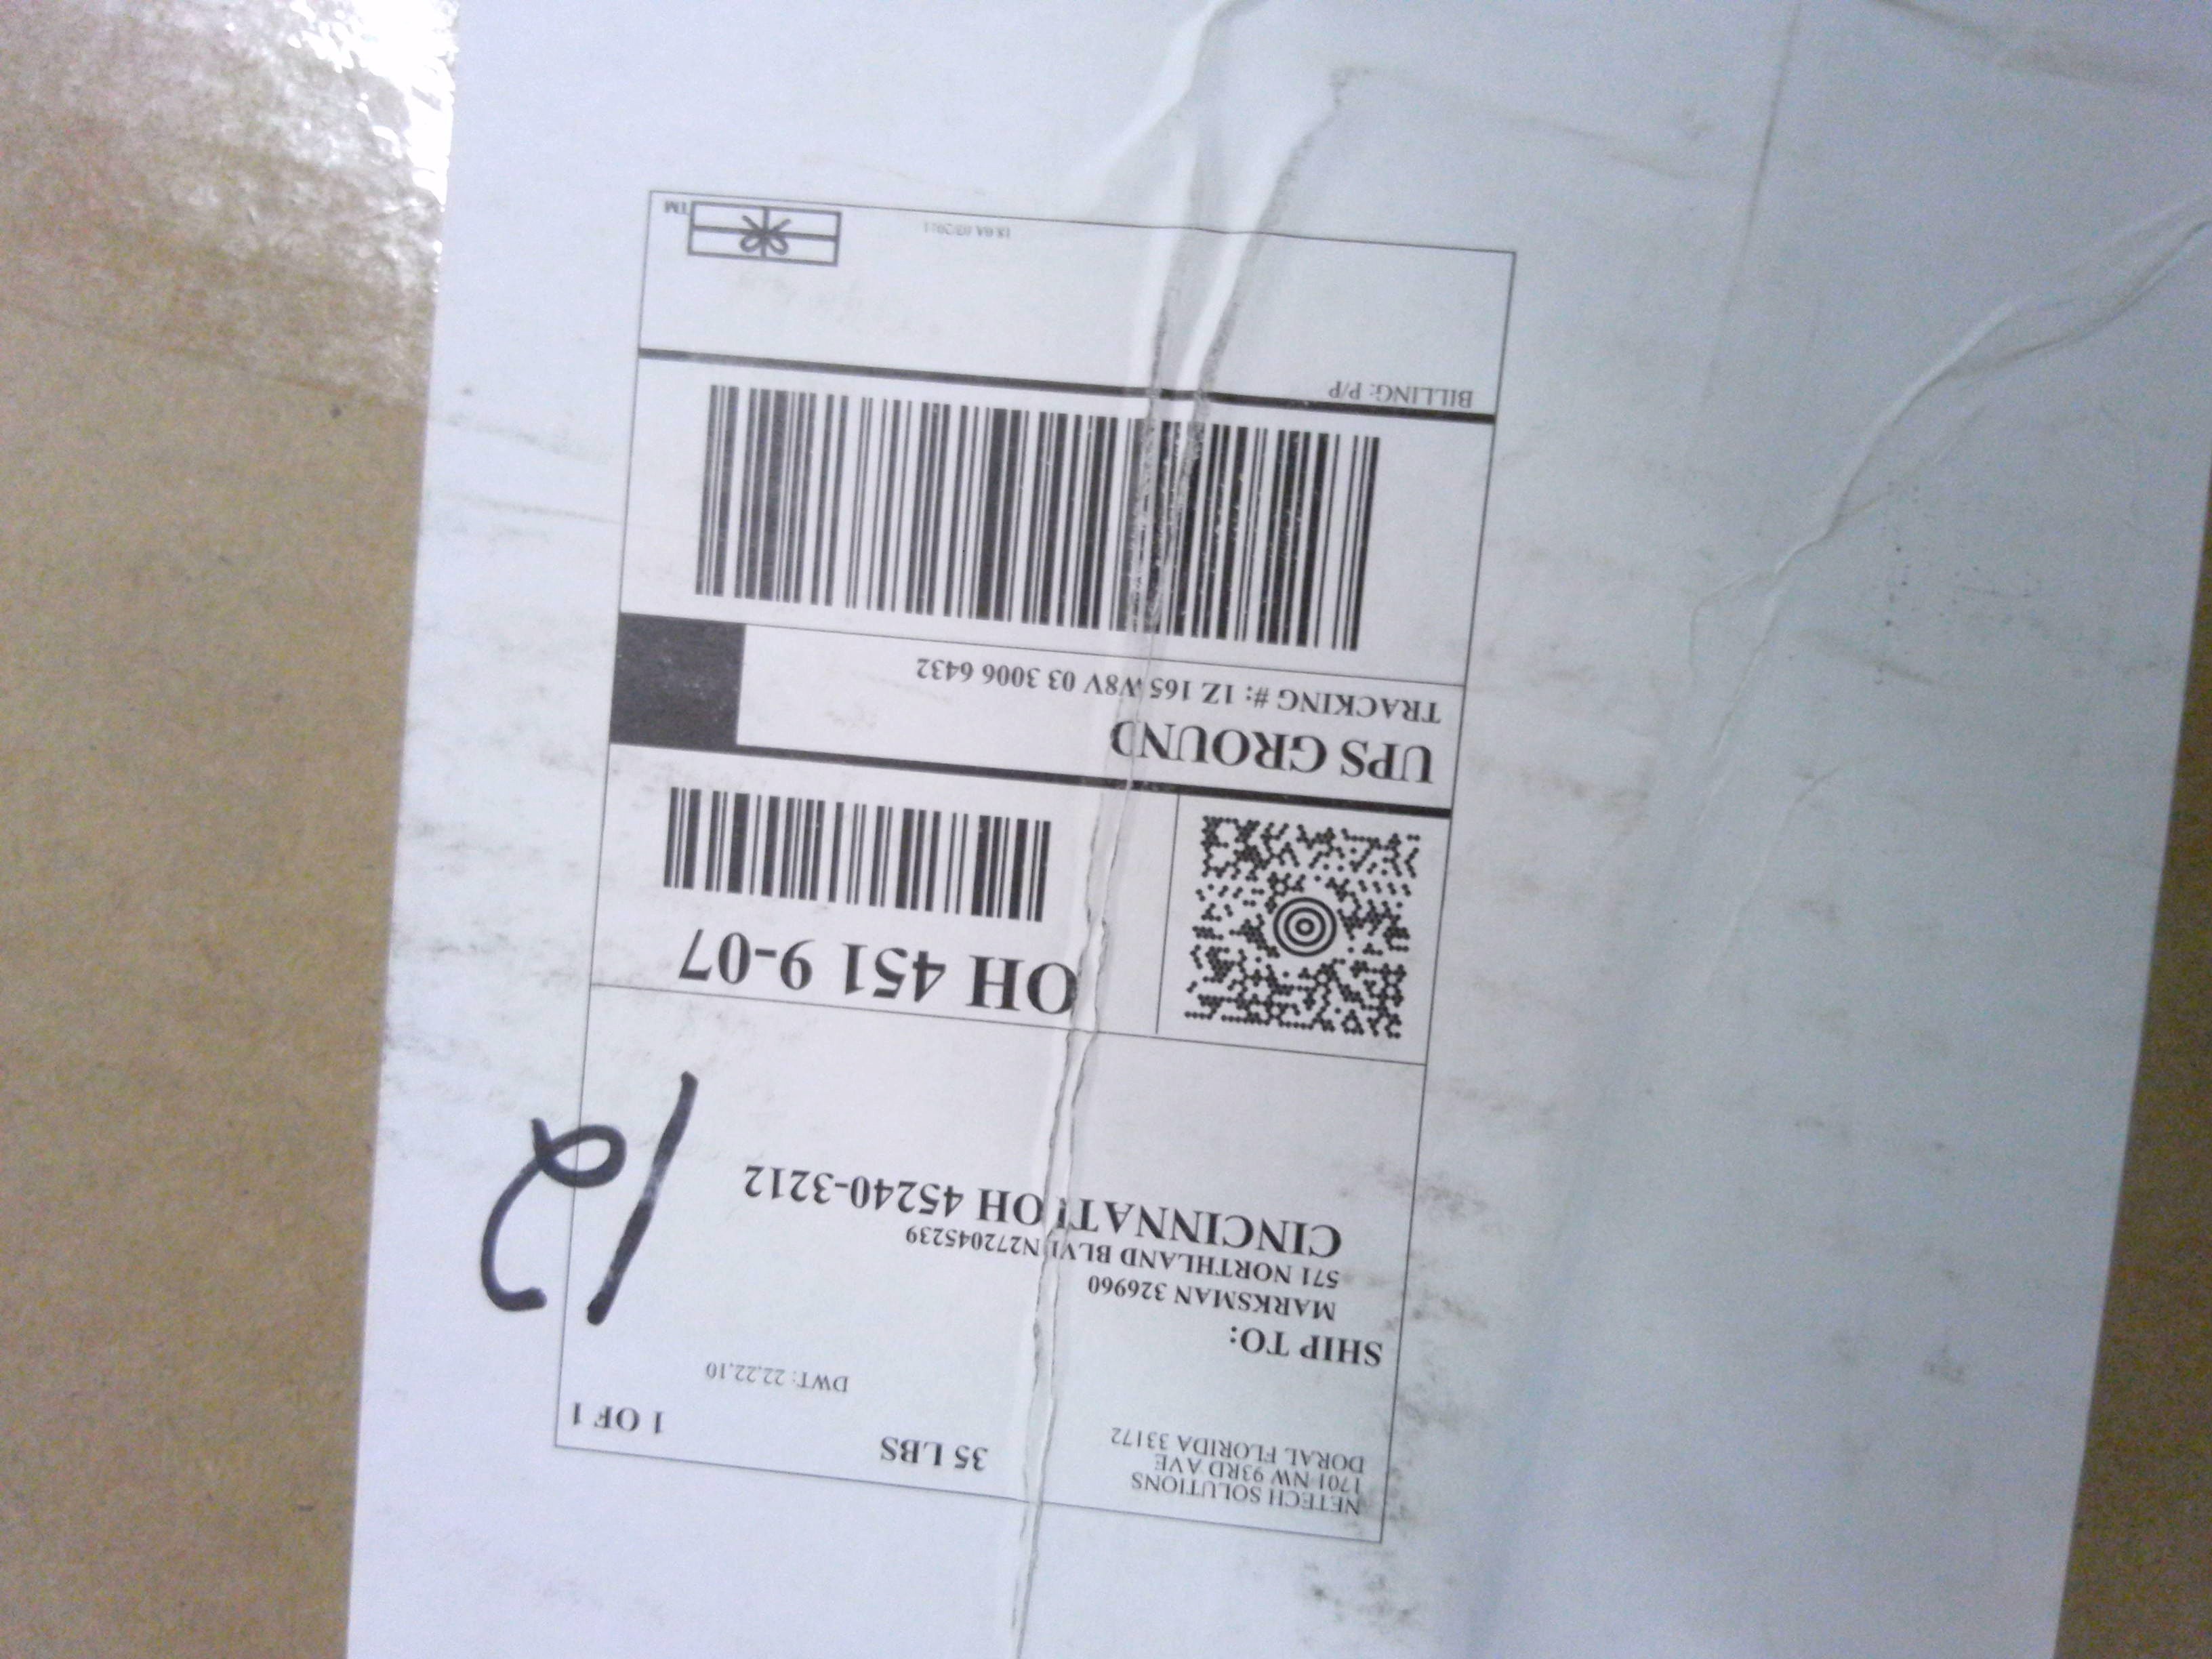 NETECH SOLUTIONS
1701 NW 93RD AVE
DORAL FLORIDA 33172
35 LBS
1 OF 1
DWT: 22,22,10
SHIP TO:
MARKSMAN 326960
571 NORTHLAND BLVD N272045239
CINCINNATI OH 45240-3212
12
OH 451 9-07
UPS GROUND
TRACKING #: 1Z 165 W8V 03 3006 6432
BILLING: P/P
TM